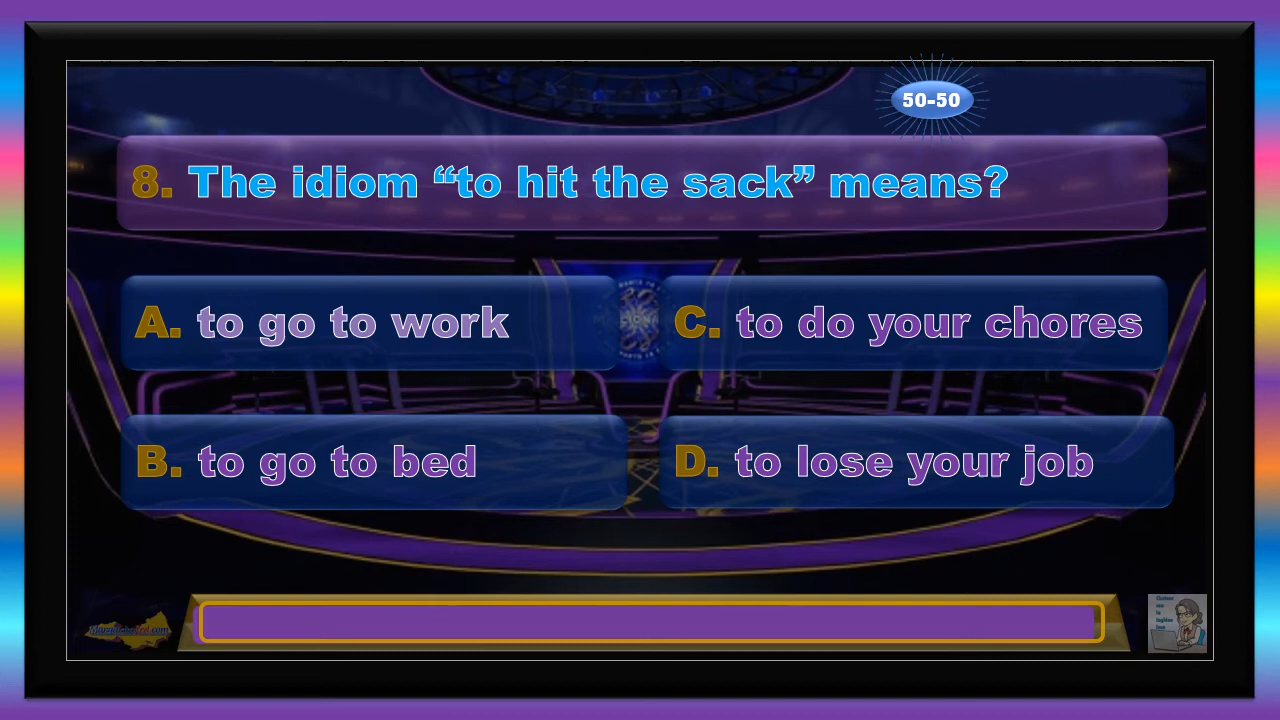 50-50
8. The idiom “to hit the sack” means?
A. to go to work
C. to do your chores
B. to go to bed
D. to lose your job